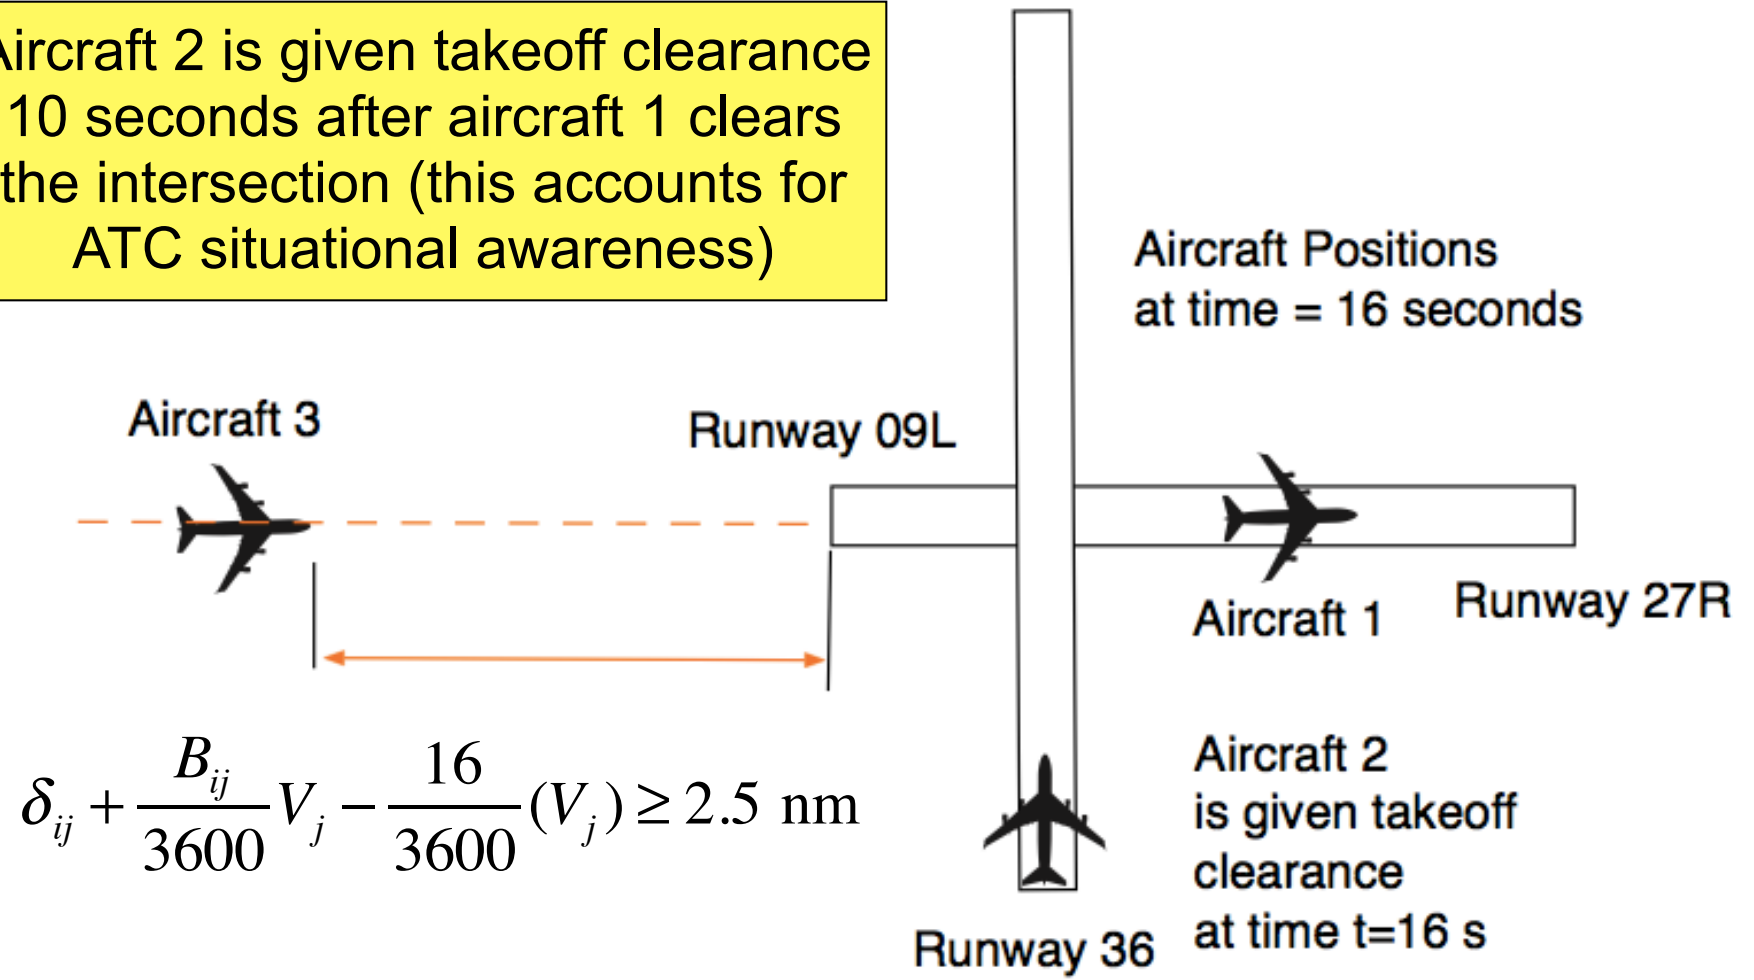 Aircraft 2 is given takeoff clearance
10 seconds after aircraft 1 clears
the intersection (this accounts for
ATC situational awareness)
Aircraft Positions
at time = 16 seconds
Aircraft 3
Runway 09L
Aircraft 1
Runway 27R
δij + Bij/3600 Vj − 16/3600 (Vj) ≥ 2.5 nm
Aircraft 2
is given takeoff
clearance
at time t=16 s
Runway 36